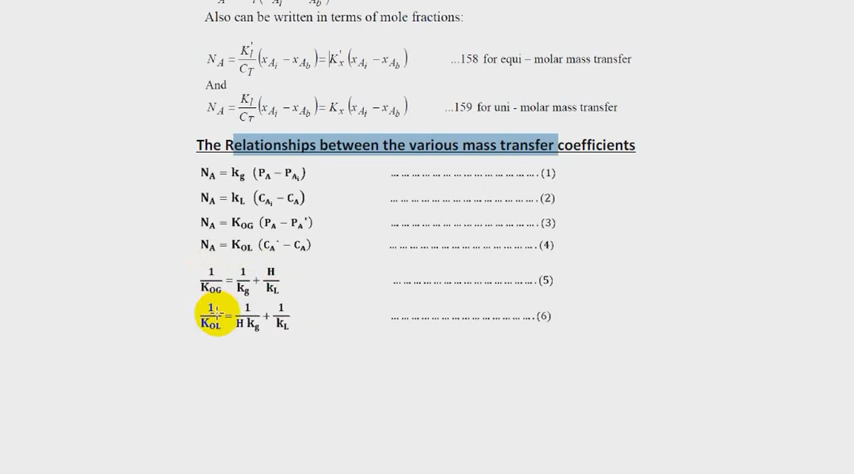 Also can be written in terms of mole fractions:
N_A = K'_l / C_T (x_Ai − x_Ab) = K'_x (x_Ai − x_Ab) ...158 for equi – molar mass transfer
And
N_A = K_l / C_T (x_Ai − x_Ab) = K_x (x_Ai − x_Ab) ...159 for uni - molar mass transfer
The Relationships between the various mass transfer coefficients
N_A = k_g (P_A − P_Ai) ... ... ... ... ... ... ... ... ... ... ... ... ... ... (1)
N_A = k_L (C_Ai − C_A) ... ... ... ... ... ... ... ... ... ... ... ... ... ... (2)
N_A = K_OG (P_A − P_A*) ... ... ... ... ... ... ... ... ... ... ... ... ... ... (3)
N_A = K_OL (C_A* − C_A) ... ... ... ... ... ... ... ... ... ... ... ... ... ... (4)
1/K_OG = 1/k_g + H/k_L ... ... ... ... ... ... ... ... ... ... ... ... ... ... (5)
1/K_OL = 1/H k_g + 1/k_L ... ... ... ... ... ... ... ... ... ... ... ... ... ... (6)